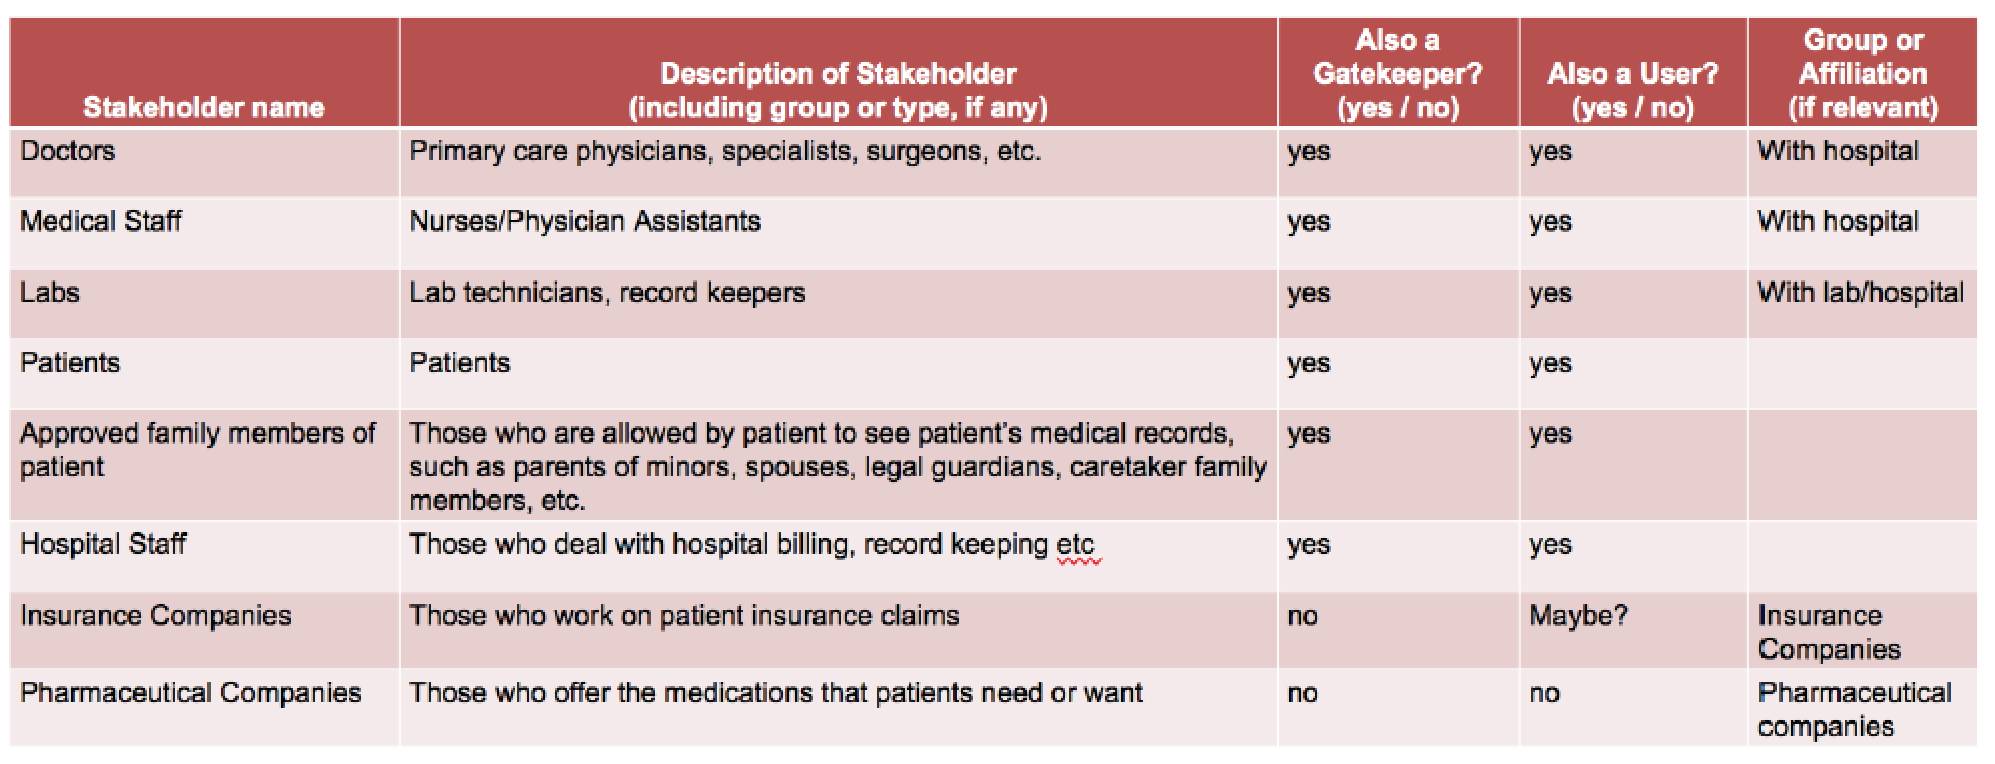 Stakeholder name
Description of Stakeholder
(including group or type, if any)
Also a
Gatekeeper?
(yes / no)
Also a User?
(yes / no)
Group or
Affiliation
(if relevant)
Doctors
Primary care physicians, specialists, surgeons, etc.
yes
yes
With hospital
Medical Staff
Nurses/Physician Assistants
yes
yes
With hospital
Labs
Lab technicians, record keepers
yes
yes
With lab/hospital
Patients
Patients
yes
yes
Approved family members of
patient
Those who are allowed by patient to see patient's medical records,
such as parents of minors, spouses, legal guardians, caretaker family
members, etc.
yes
yes
Hospital Staff
Those who deal with hospital billing, record keeping etc
yes
yes
Insurance Companies
Those who work on patient insurance claims
no
Maybe?
Insurance
Companies
Pharmaceutical Companies
Those who offer the medications that patients need or want
no
no
Pharmaceutical
companies